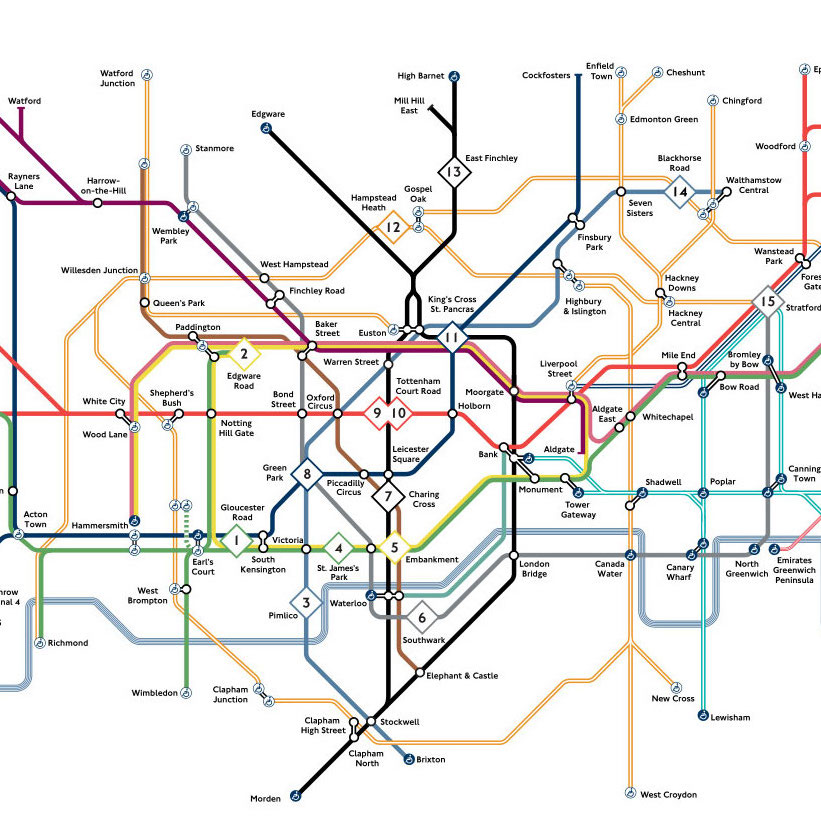 Watford
Junction
High Barnet
Cockfosters
Enfield
Town
Cheshunt
Ep
Watford
Mill Hill
East
Chingford
Edgware
Edmonton Green
Stanmore
Woodford
East Finchley
13
Blackhorse
Road
Rayners
Lane
Harrow-
on-the-Hill
Gospel
Oak
14
Walthamstow
Central
Hampstead
Heath
12
Seven
Sisters
Wembley
Park
Finsbury
Park
Wanstead
Park
Willesden Junction
West Hampstead
Hackney
Downs
Fores
Gate
Finchley Road
Highbury
& Islington
Queen's Park
King's Cross
St. Pancras
Hackney
Central
15
Stratford
Paddington
Baker
Street
Euston
11
2
Edgware
Road
Warren Street
Liverpool
Street
Mile End
Bromley
by Bow
Tottenham
Court Road
Moorgate
Bow Road
West Ha
White City
Shepherd's
Bush
Bond
Street
Oxford
Circus
9
10
Holborn
Aldgate
East
Whitechapel
Wood Lane
Notting
Hill Gate
Leicester
Square
Bank
Aldgate
Green
Park
8
Piccadilly
Circus
Canning
Town
n
7
Charing
Cross
Monument
Tower
Gateway
Shadwell
Poplar
Acton
Town
Hammersmith
Gloucester
Road
1
Victoria
4
5
Earl's
Court
South
Kensington
St. James's
Park
Embankment
London
Bridge
Canada
Water
Canary
Wharf
North
Greenwich
Emirates
Greenwich
Peninsula
hrow
nal 4
West
Brompton
Waterloo
3
Pimlico
6
Southwark
Richmond
Elephant & Castle
Wimbledon
Clapham
Junction
New Cross
Clapham
High Street
Stockwell
Lewisham
Clapham
North
Brixton
Morden
West Croydon